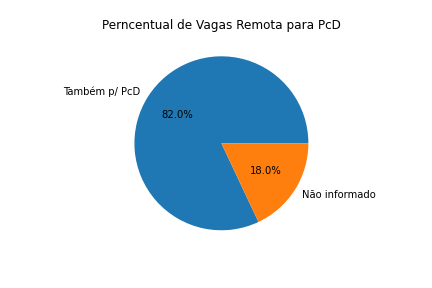 Perncentual de Vagas Remota para PcD
Também p/ PcD
82.0%
18.0%
Não informado